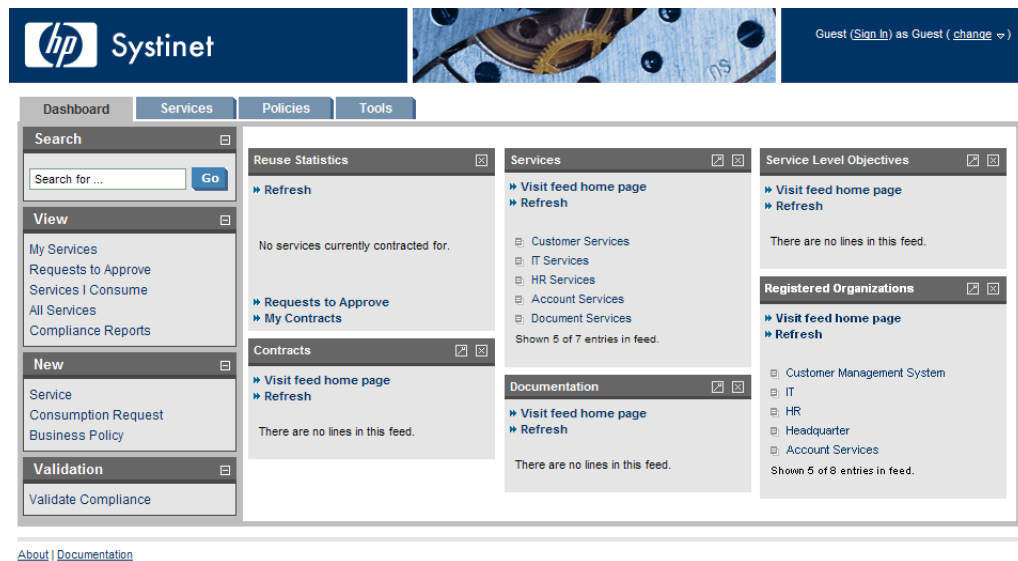 hp Systinet
Guest (Sign In) as Guest ( change )
ns
Dashboard Services Policies Tools
Search
Search for ... Go
View
My Services
Requests to Approve
Services I Consume
All Services
Compliance Reports
New
Service
Consumption Request
Business Policy
Validation
Validate Compliance
Reuse Statistics
Refresh
No services currently contracted for.
Requests to Approve
My Contracts
Contracts
Visit feed home page
Refresh
There are no lines in this feed.
Services
Visit feed home page
Refresh
Customer Services
IT Services
HR Services
Account Services
Document Services
Shown 5 of 7 entries in feed.
Documentation
Visit feed home page
Refresh
There are no lines in this feed.
Service Level Objectives
Visit feed home page
Refresh
There are no lines in this feed.
Registered Organizations
Visit feed home page
Refresh
Customer Management System
IT
HR
Headquarter
Account Services
Shown 5 of 8 entries in feed.
About | Documentation